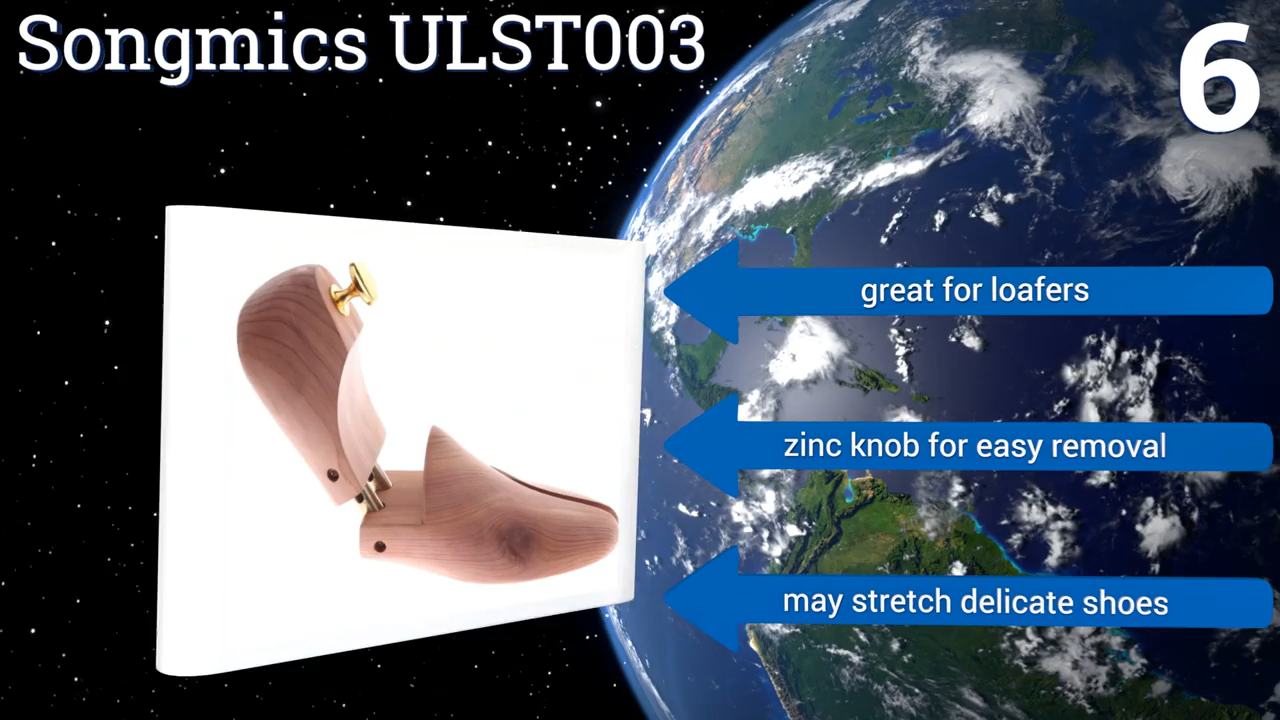 Songmics ULST003
6
great for loafers
zinc knob for easy removal
may stretch delicate shoes